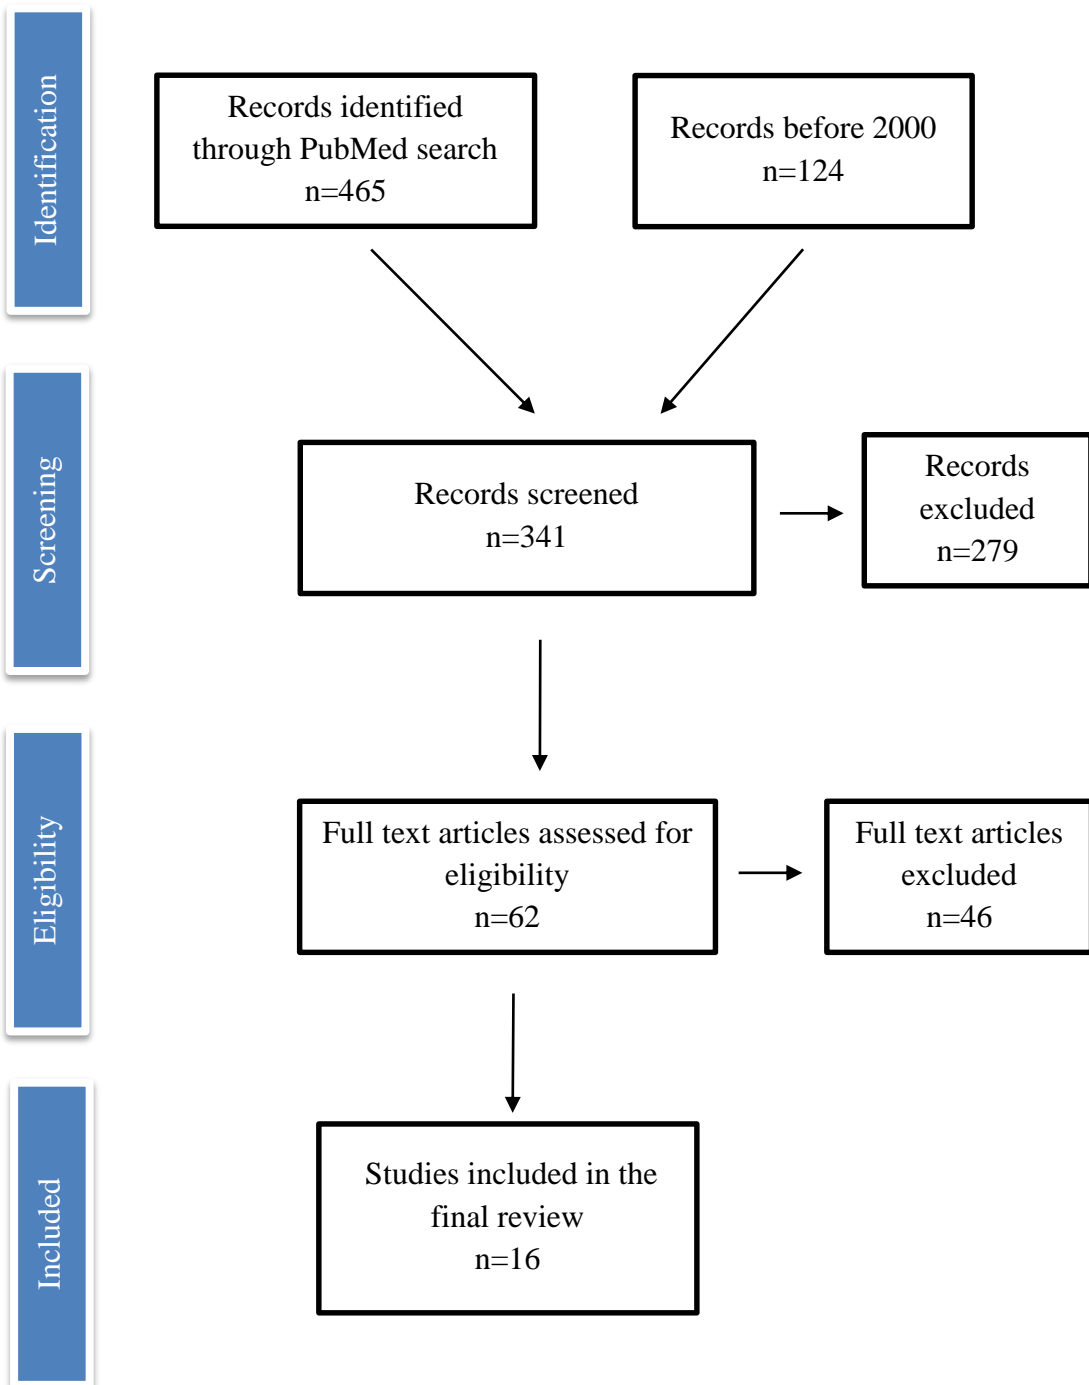 Identification
Records identified
through PubMed search
n=465
Records before 2000
n=124
Screening
Records screened
n=341
Records
excluded
n=279
Eligibility
Full text articles assessed for
eligibility
n=62
Full text articles
excluded
n=46
Included
Studies included in the
final review
n=16